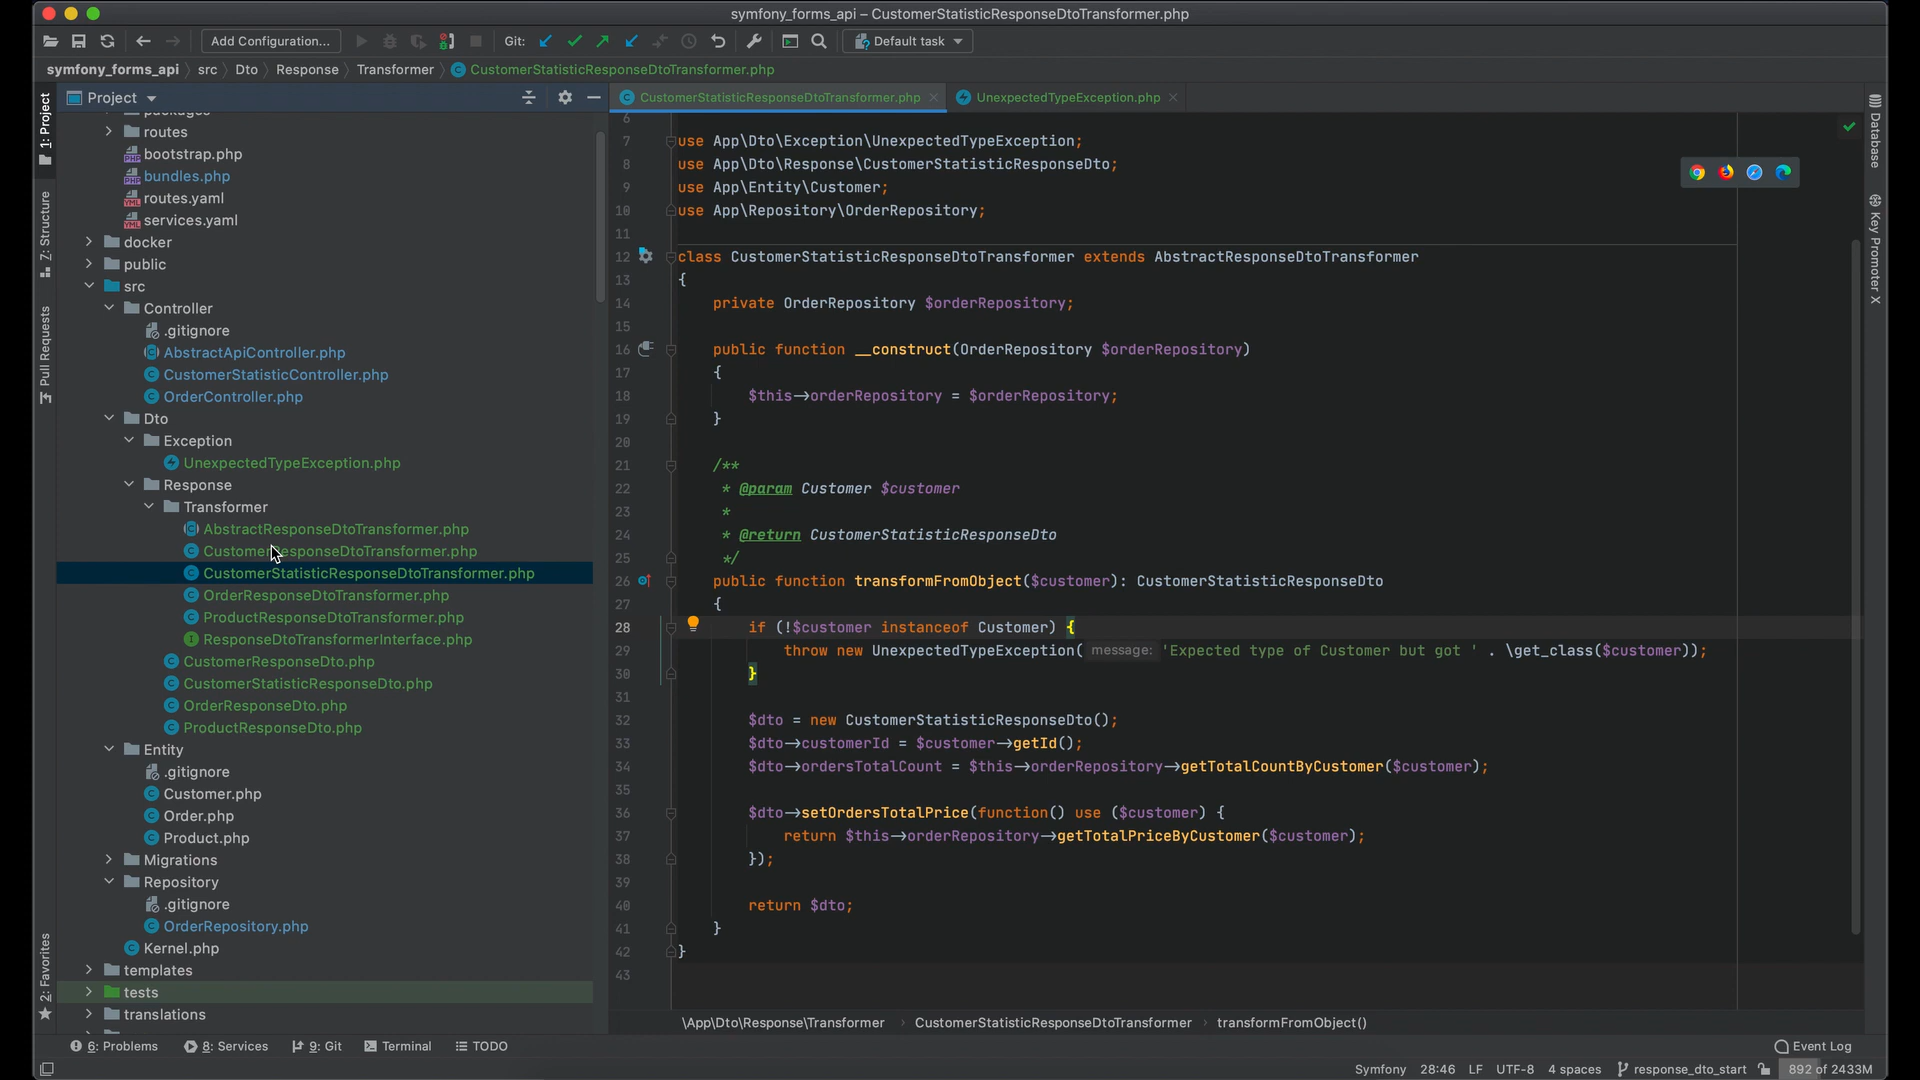 symfony_forms_api – CustomerStatisticResponseDtoTransformer.php
Add Configuration...
Git:
Default task
symfony_forms_api
src
Dto
Response
Transformer
CustomerStatisticResponseDtoTransformer.php
1: Project
Z: Structure
Pull Requests
2: Favorites
Project
routes
bootstrap.php
bundles.php
routes.yaml
services.yaml
docker
public
src
Controller
.gitignore
AbstractApiController.php
CustomerStatisticController.php
OrderController.php
Dto
Exception
UnexpectedTypeException.php
Response
Transformer
AbstractResponseDtoTransformer.php
CustomerResponseDtoTransformer.php
CustomerStatisticResponseDtoTransformer.php
OrderResponseDtoTransformer.php
ProductResponseDtoTransformer.php
ResponseDtoTransformerInterface.php
CustomerResponseDto.php
CustomerStatisticResponseDto.php
OrderResponseDto.php
ProductResponseDto.php
Entity
.gitignore
Customer.php
Order.php
Product.php
Migrations
Repository
.gitignore
OrderRepository.php
Kernel.php
templates
tests
translations
CustomerStatisticResponseDtoTransformer.php
UnexpectedTypeException.php
6
7 use App\Dto\Exception\UnexpectedTypeException;
8 use App\Dto\Response\CustomerStatisticResponseDto;
9 use App\Entity\Customer;
10 use App\Repository\OrderRepository;
11
12 class CustomerStatisticResponseDtoTransformer extends AbstractResponseDtoTransformer
13 {
14 private OrderRepository $orderRepository;
15
16 public function __construct(OrderRepository $orderRepository)
17 {
18 $this→orderRepository = $orderRepository;
19 }
20
21 /**
22 * @param Customer $customer
23 *
24 * @return CustomerStatisticResponseDto
25 */
26 public function transformFromObject($customer): CustomerStatisticResponseDto
27 {
28 if (!$customer instanceof Customer) {
29 throw new UnexpectedTypeException( message: 'Expected type of Customer but got ' . \get_class($customer));
30 }
31
32 $dto = new CustomerStatisticResponseDto();
33 $dto→customerId = $customer→getId();
34 $dto→ordersTotalCount = $this→orderRepository→getTotalCountByCustomer($customer);
35
36 $dto→setOrdersTotalPrice(function() use ($customer) {
37 return $this→orderRepository→getTotalPriceByCustomer($customer);
38 });
39
40 return $dto;
41 }
42 }
43
\App\Dto\Response\Transformer
CustomerStatisticResponseDtoTransformer
transformFromObject()
Database
Key Promoter X
6: Problems
8: Services
9: Git
Terminal
TODO
Event Log
Symfony
28:46
LF
UTF-8
4 spaces
response_dto_start
892 of 2433M